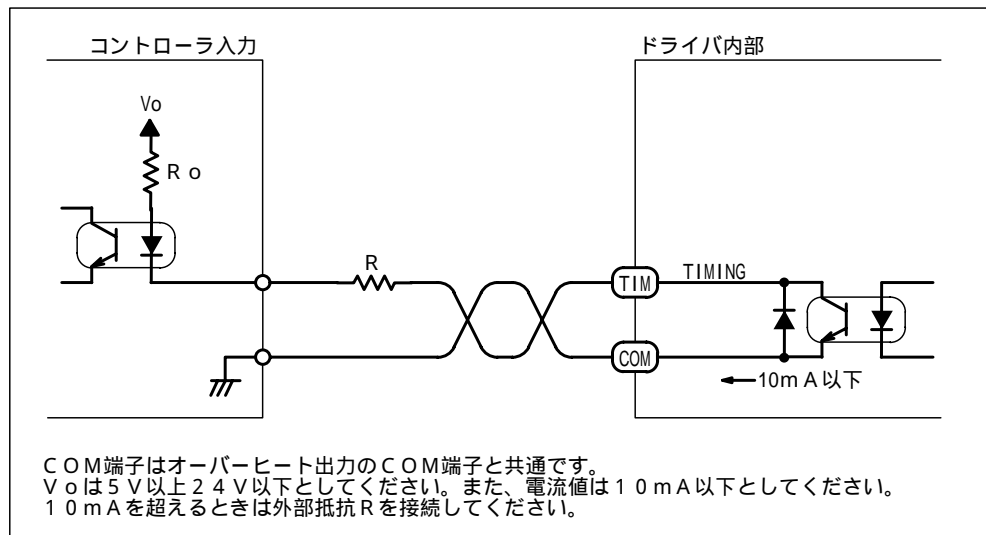 コントローラ入力
ドライバ内部
Vo
Ｒｏ
R
TIM
TIMING
COM
10ｍＡ以下
ＣＯＭ端子はオーバーヒート出力のＣＯＭ端子と共通です。
Ｖｏは５Ｖ以上２４Ｖ以下としてください。また、電流値は１０ｍＡ以下としてください。
１０ｍＡを超えるときは外部抵抗Ｒを接続してください。